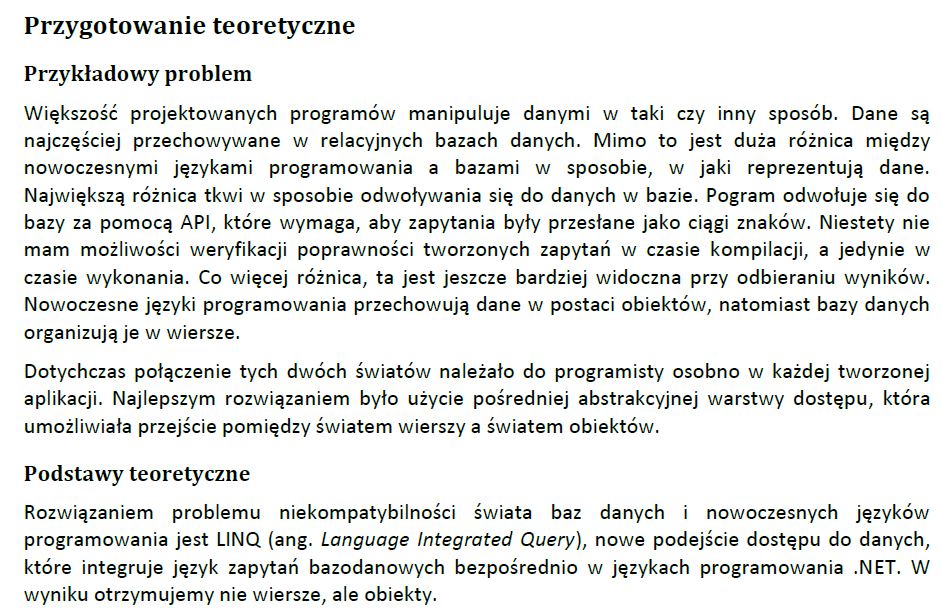 Przygotowanie teoretyczne
Przykładowy problem
Większość projektowanych programów manipuluje danymi w taki czy inny sposób. Dane są
najczęściej przechowywane w relacyjnych bazach danych. Mimo to jest duża różnica między
nowoczesnymi językami programowania a bazami w sposobie, w jaki reprezentują dane.
Największą różnica tkwi w sposobie odwoływania się do danych w bazie. Pogram odwołuje się do
bazy za pomocą API, które wymaga, aby zapytania były przesłane jako ciągi znaków. Niestety nie
mam możliwości weryfikacji poprawności tworzonych zapytań w czasie kompilacji, a jedynie w
czasie wykonania. Co więcej różnica, ta jest jeszcze bardziej widoczna przy odbieraniu wyników.
Nowoczesne języki programowania przechowują dane w postaci obiektów, natomiast bazy danych
organizują je w wiersze.
Dotychczas połączenie tych dwóch światów należało do programisty osobno w każdej tworzonej
aplikacji. Najlepszym rozwiązaniem było użycie pośredniej abstrakcyjnej warstwy dostępu, która
umożliwiała przejście pomiędzy światem wierszy a światem obiektów.
Podstawy teoretyczne
Rozwiązaniem problemu niekompatybilności świata baz danych i nowoczesnych języków
programowania jest LINQ (ang. Language Integrated Query), nowe podejście dostępu do danych,
które integruje język zapytań bazodanowych bezpośrednio w językach programowania .NET. W
wyniku otrzymujemy nie wiersze, ale obiekty.